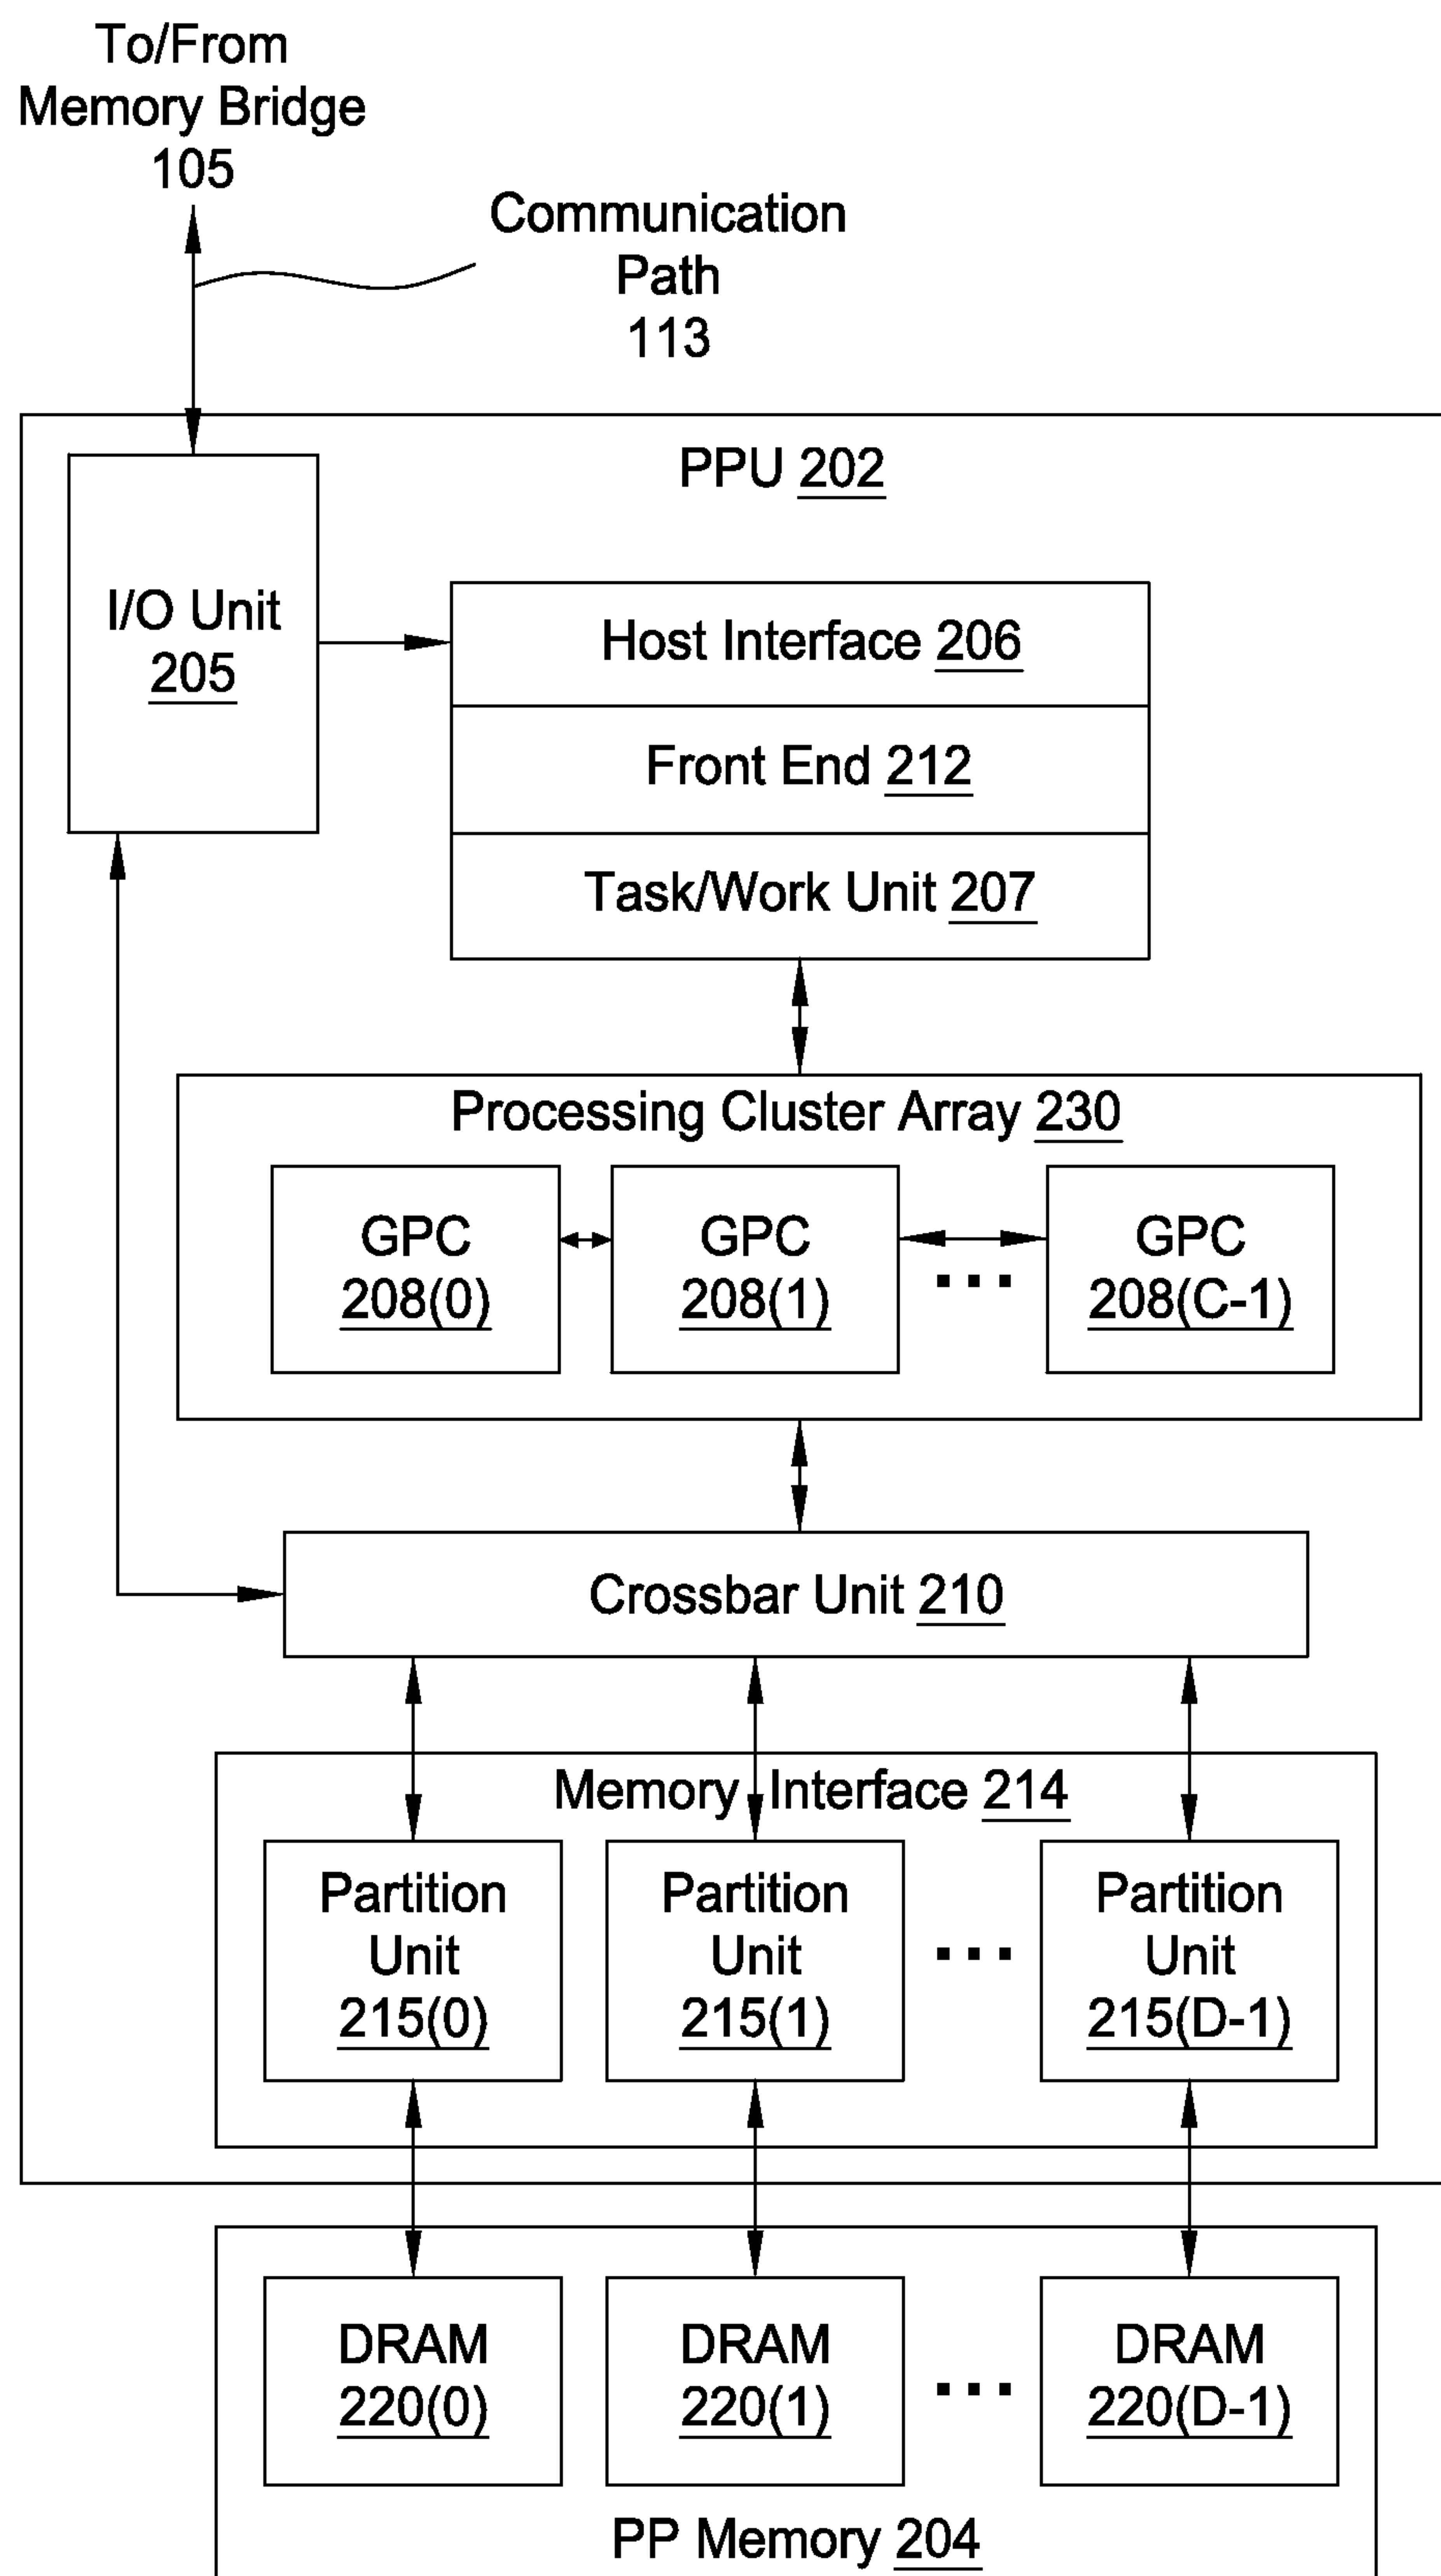 To/From
Memory Bridge
105
Communication
Path
113
PPU 202
I/O Unit
205
Host Interface 206
Front End 212
Task/Work Unit 207
Processing Cluster Array 230
GPC
208(0)
GPC
208(1)
...
GPC
208(C-1)
Crossbar Unit 210
Memory Interface 214
Partition
Unit
215(0)
Partition
Unit
215(1)
...
Partition
Unit
215(D-1)
DRAM
220(0)
DRAM
220(1)
...
DRAM
220(D-1)
PP Memory 204